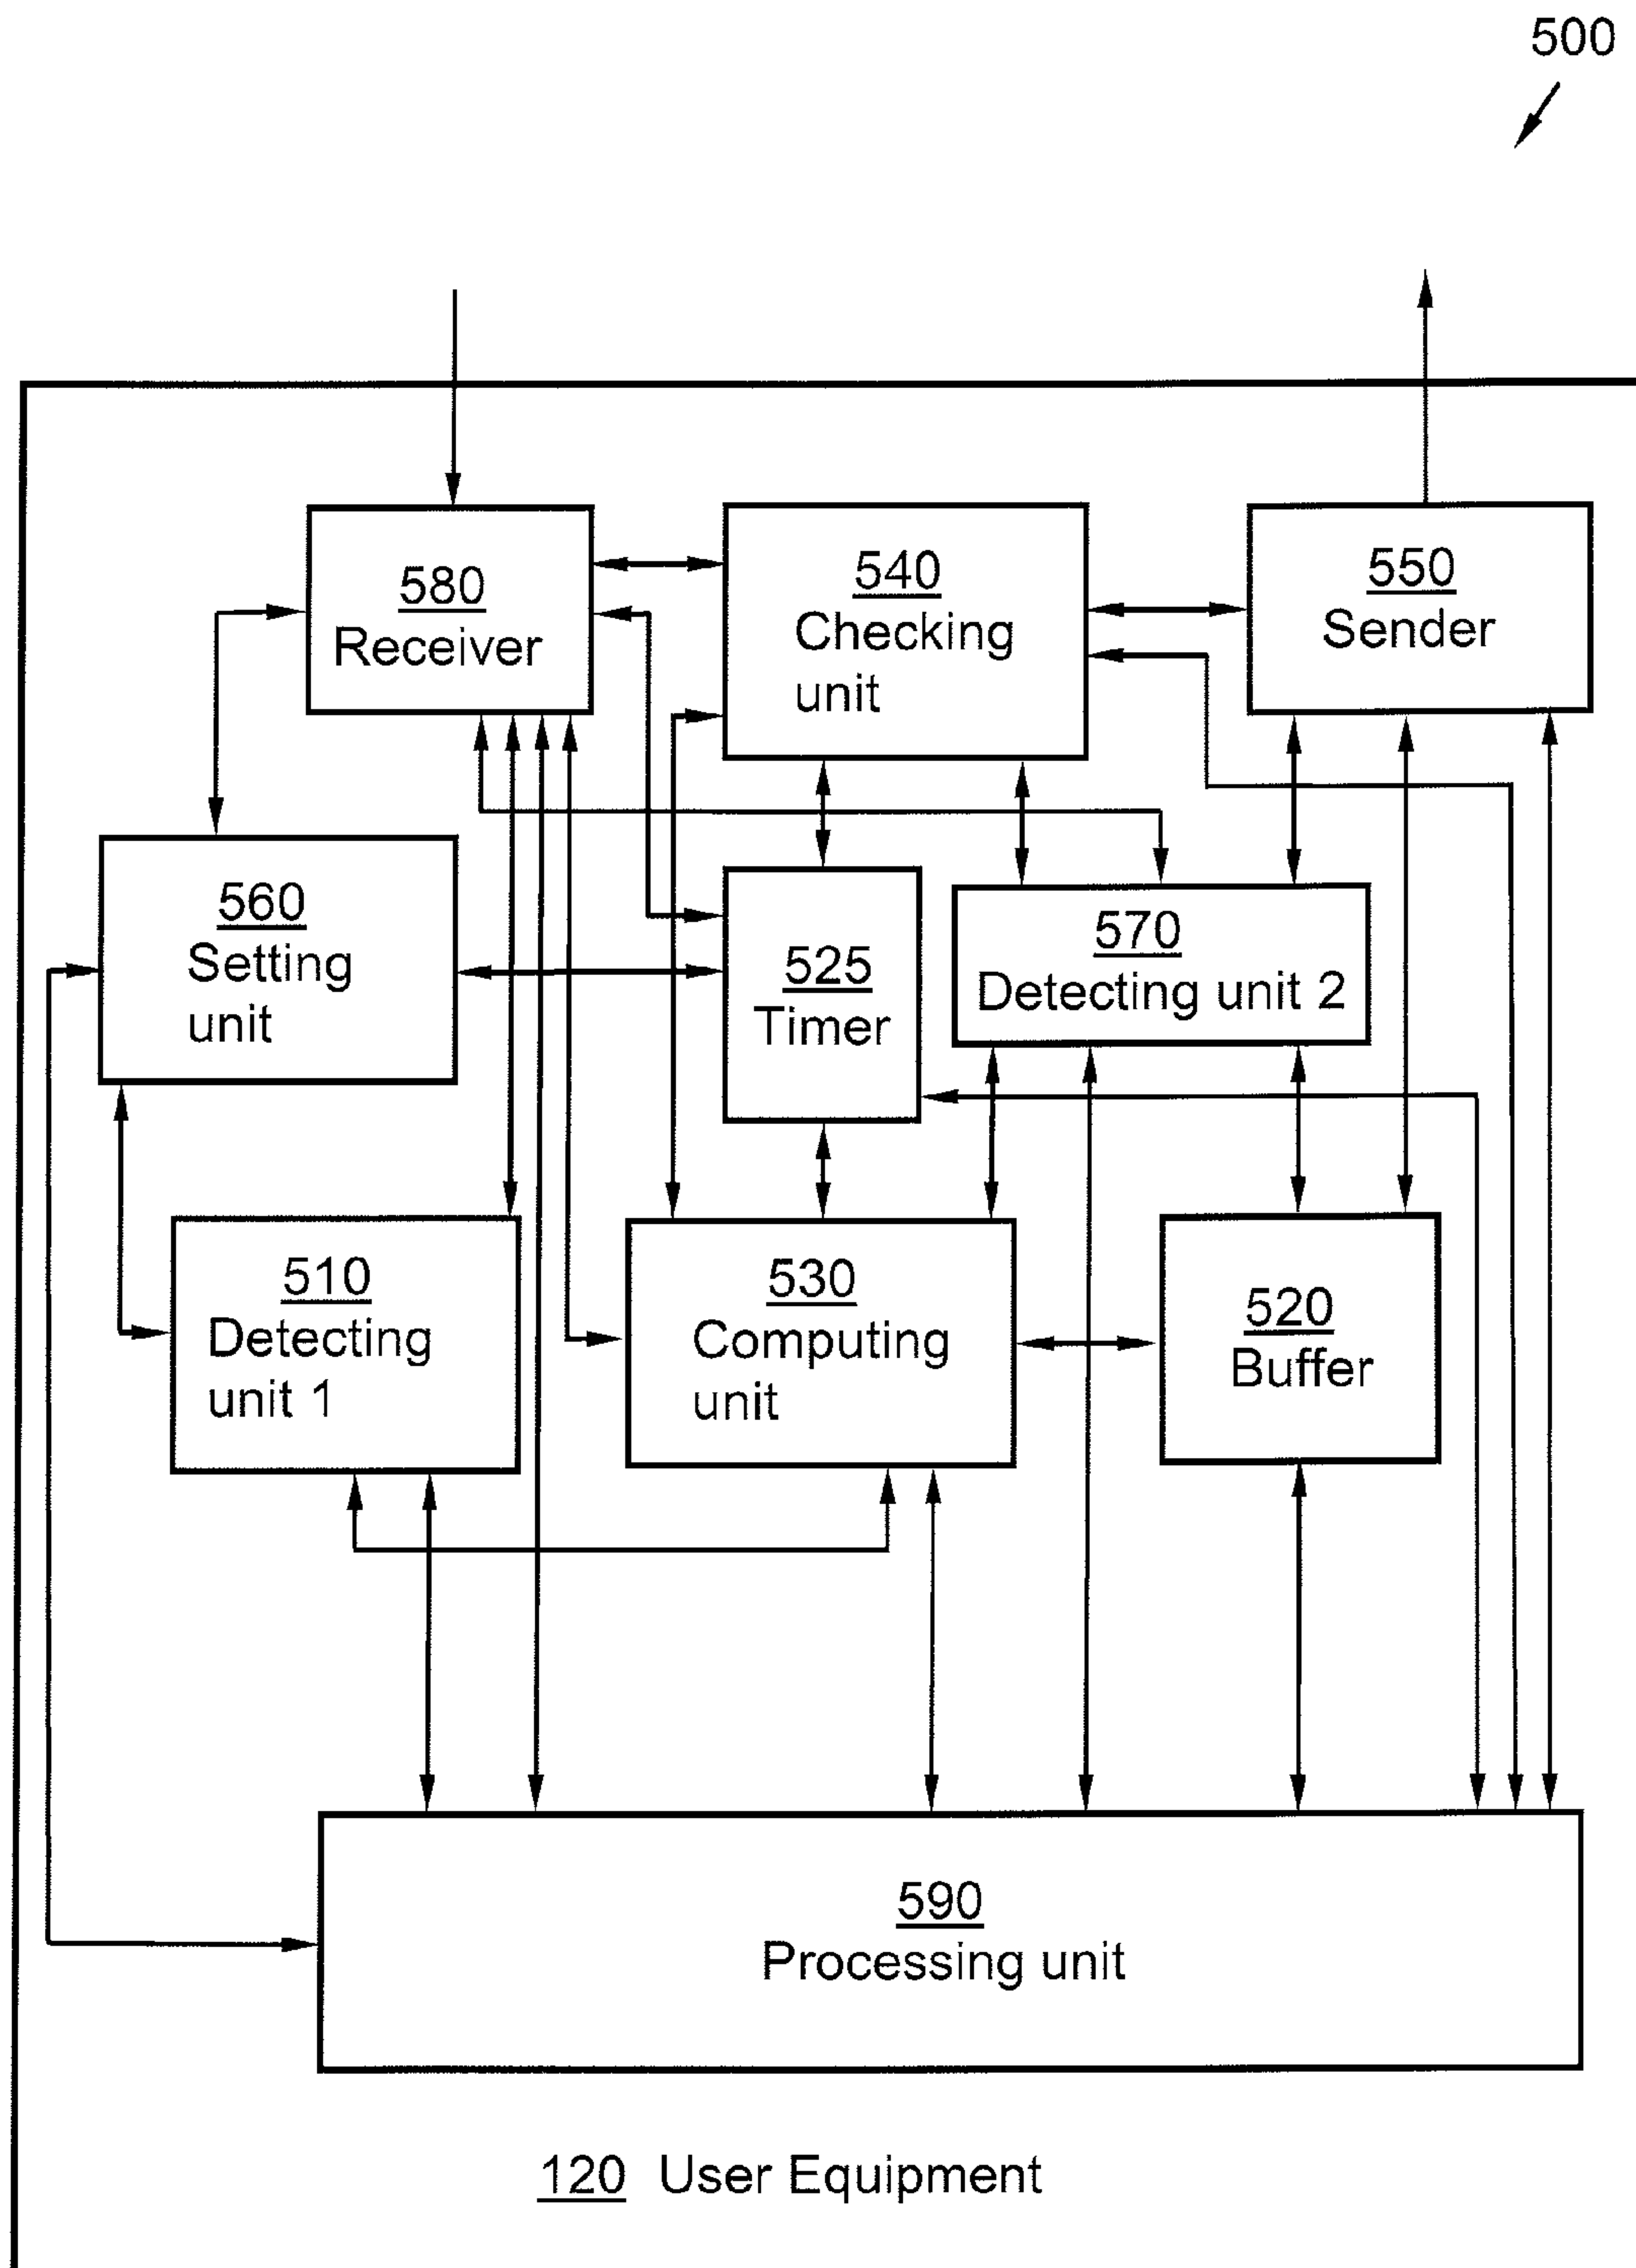 500
580
Receiver
540
Checking
unit
550
Sender
560
Setting
unit
525
Timer
570
Detecting unit 2
510
Detecting
unit 1
530
Computing
unit
520
Buffer
590
Processing unit
120 User Equipment